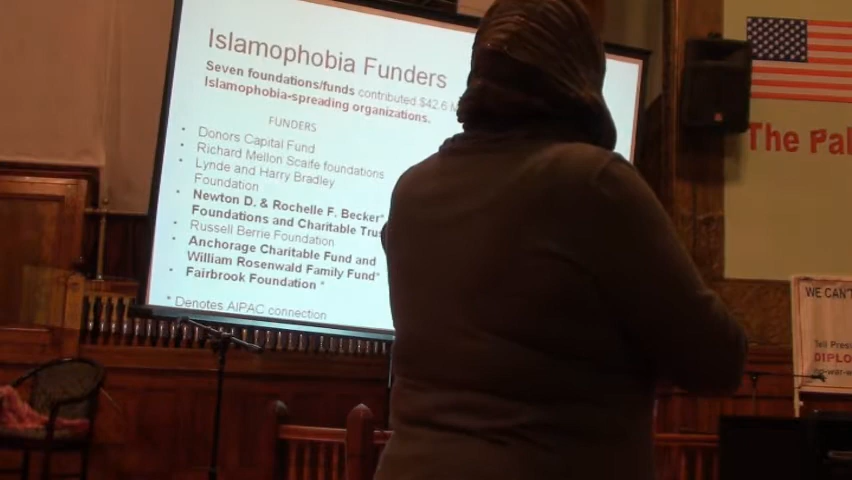 Islamophobia Funders
Seven foundations/funds contributed $42.6
Islamophobia-spreading organizations.
FUNDERS
• Donors Capital Fund
• Richard Mellon Scaife foundations
• Lynde and Harry Bradley
Foundation
• Newton D. & Rochelle F. Becker*
Foundations and Charitable
• Russell Berrie Foundation
• Anchorage Charitable Fund and
William Rosenwald Family Fund*
• Fairbrook Foundation *
* Denotes AIPAC connection
The
WE CAN'T
Tell